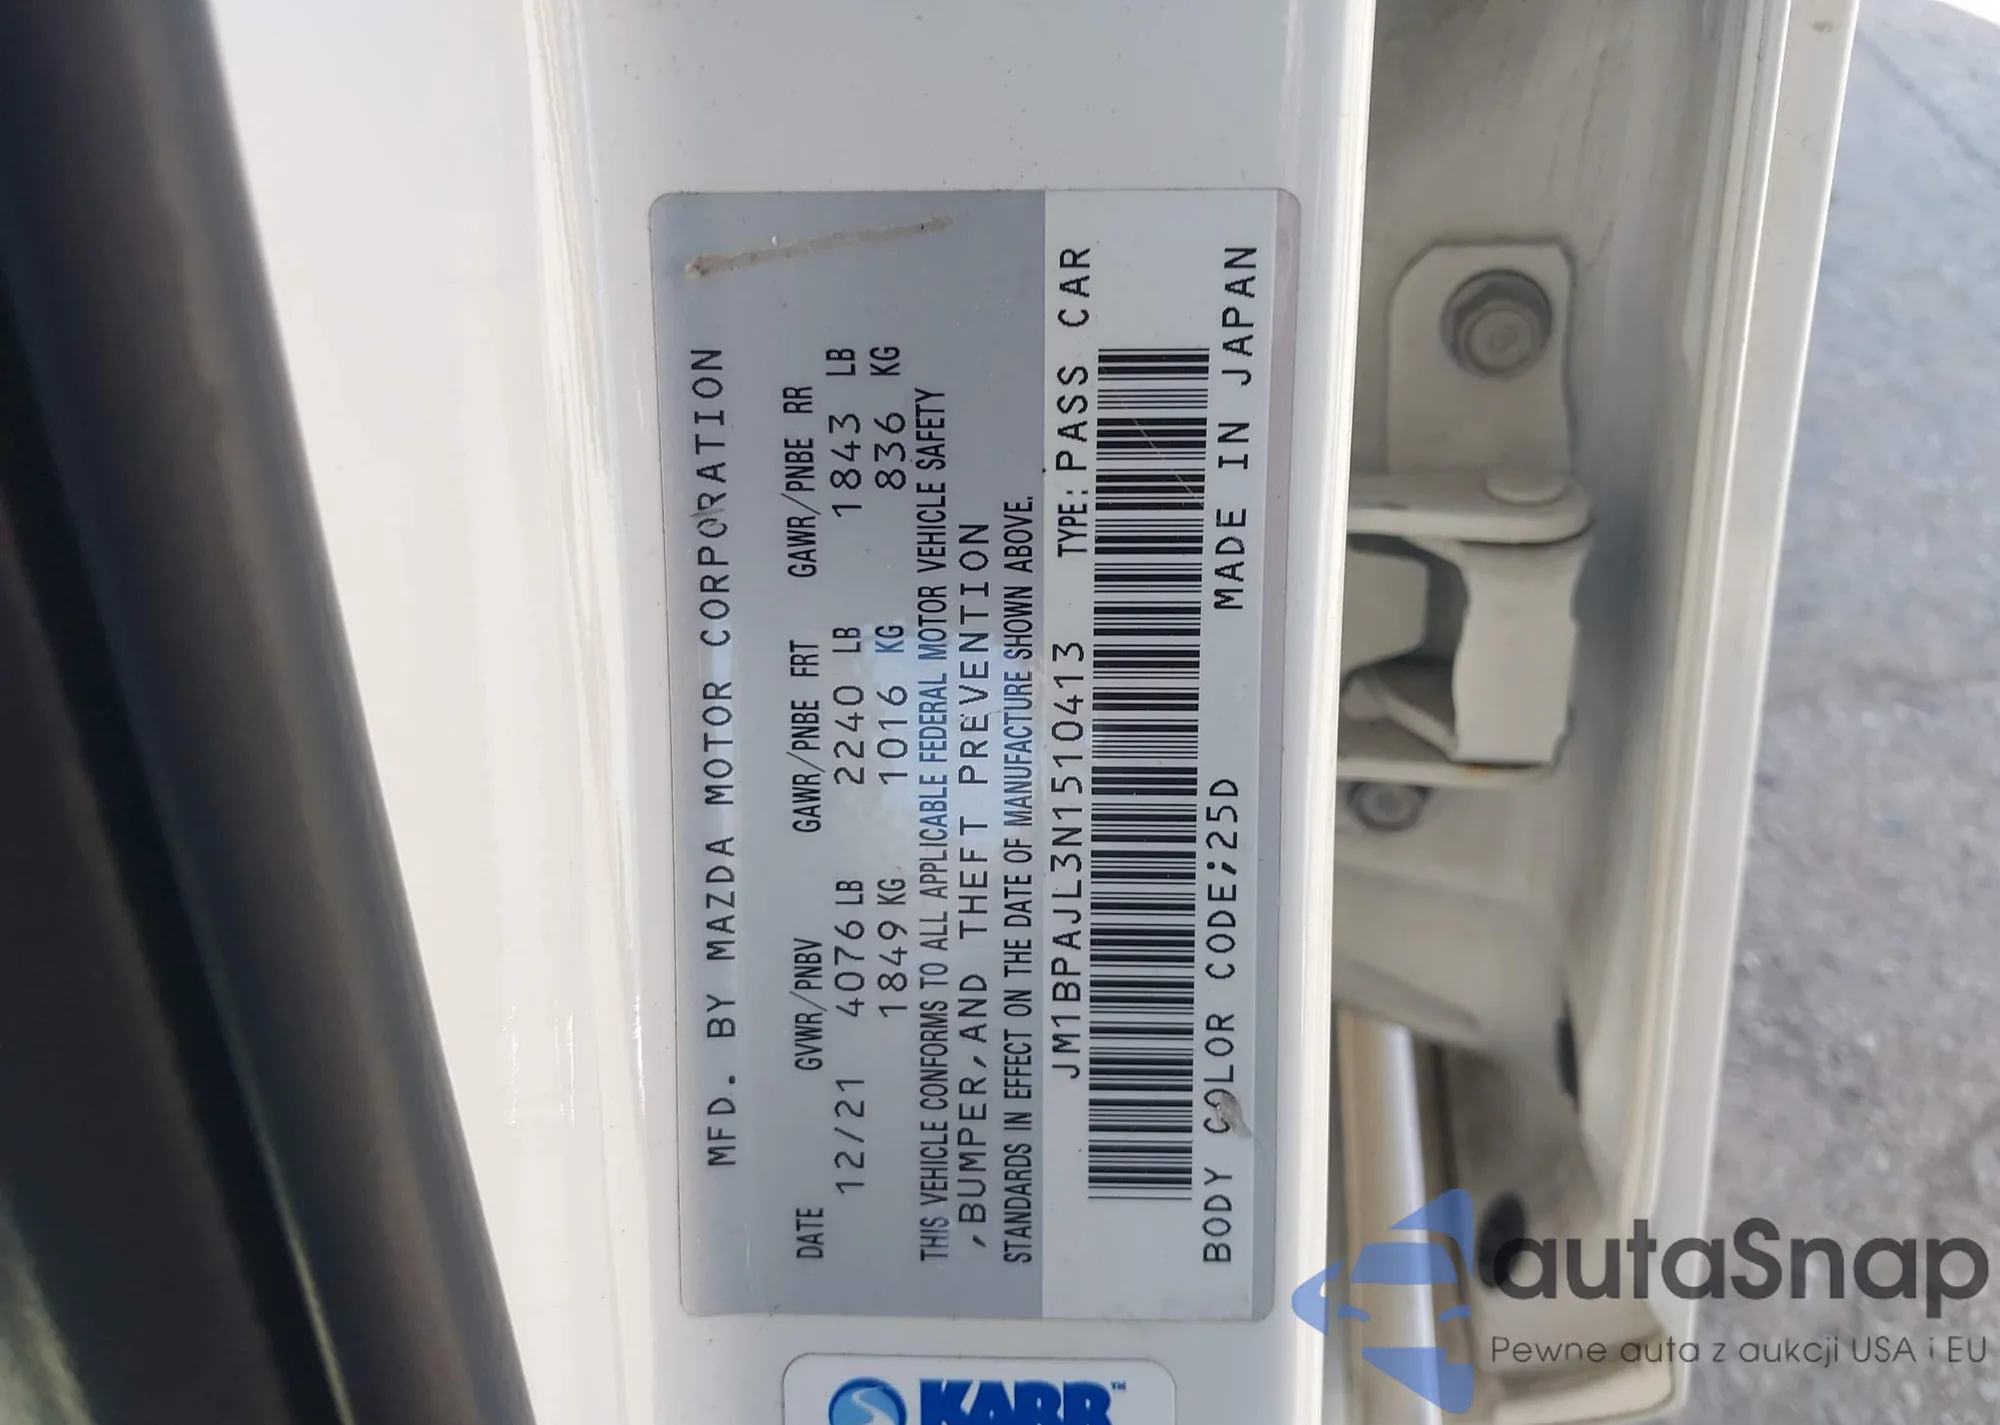 MFD. BY MAZDA MOTOR CORPORATION
DATE GVWR/PNBV GAWR/PNBE FRT GAWR/PNBE RR
12/21 4076 LB 2240 LB 1843 LB
1849 KG 1016 KG 836 KG
THIS VEHICLE CONFORMS TO ALL APPLICABLE FEDERAL MOTOR VEHICLE SAFETY
,BUMPER,AND THEFT PREVENTION
STANDARDS IN EFFECT ON THE DATE OF MANUFACTURE SHOWN ABOVE.
JM1BPAJL3N1510413 TYPE: PASS CAR
BODY COLOR CODE;25D MADE IN JAPAN
KARR™
autaSnap
Pewne auta z aukcji USA i EU